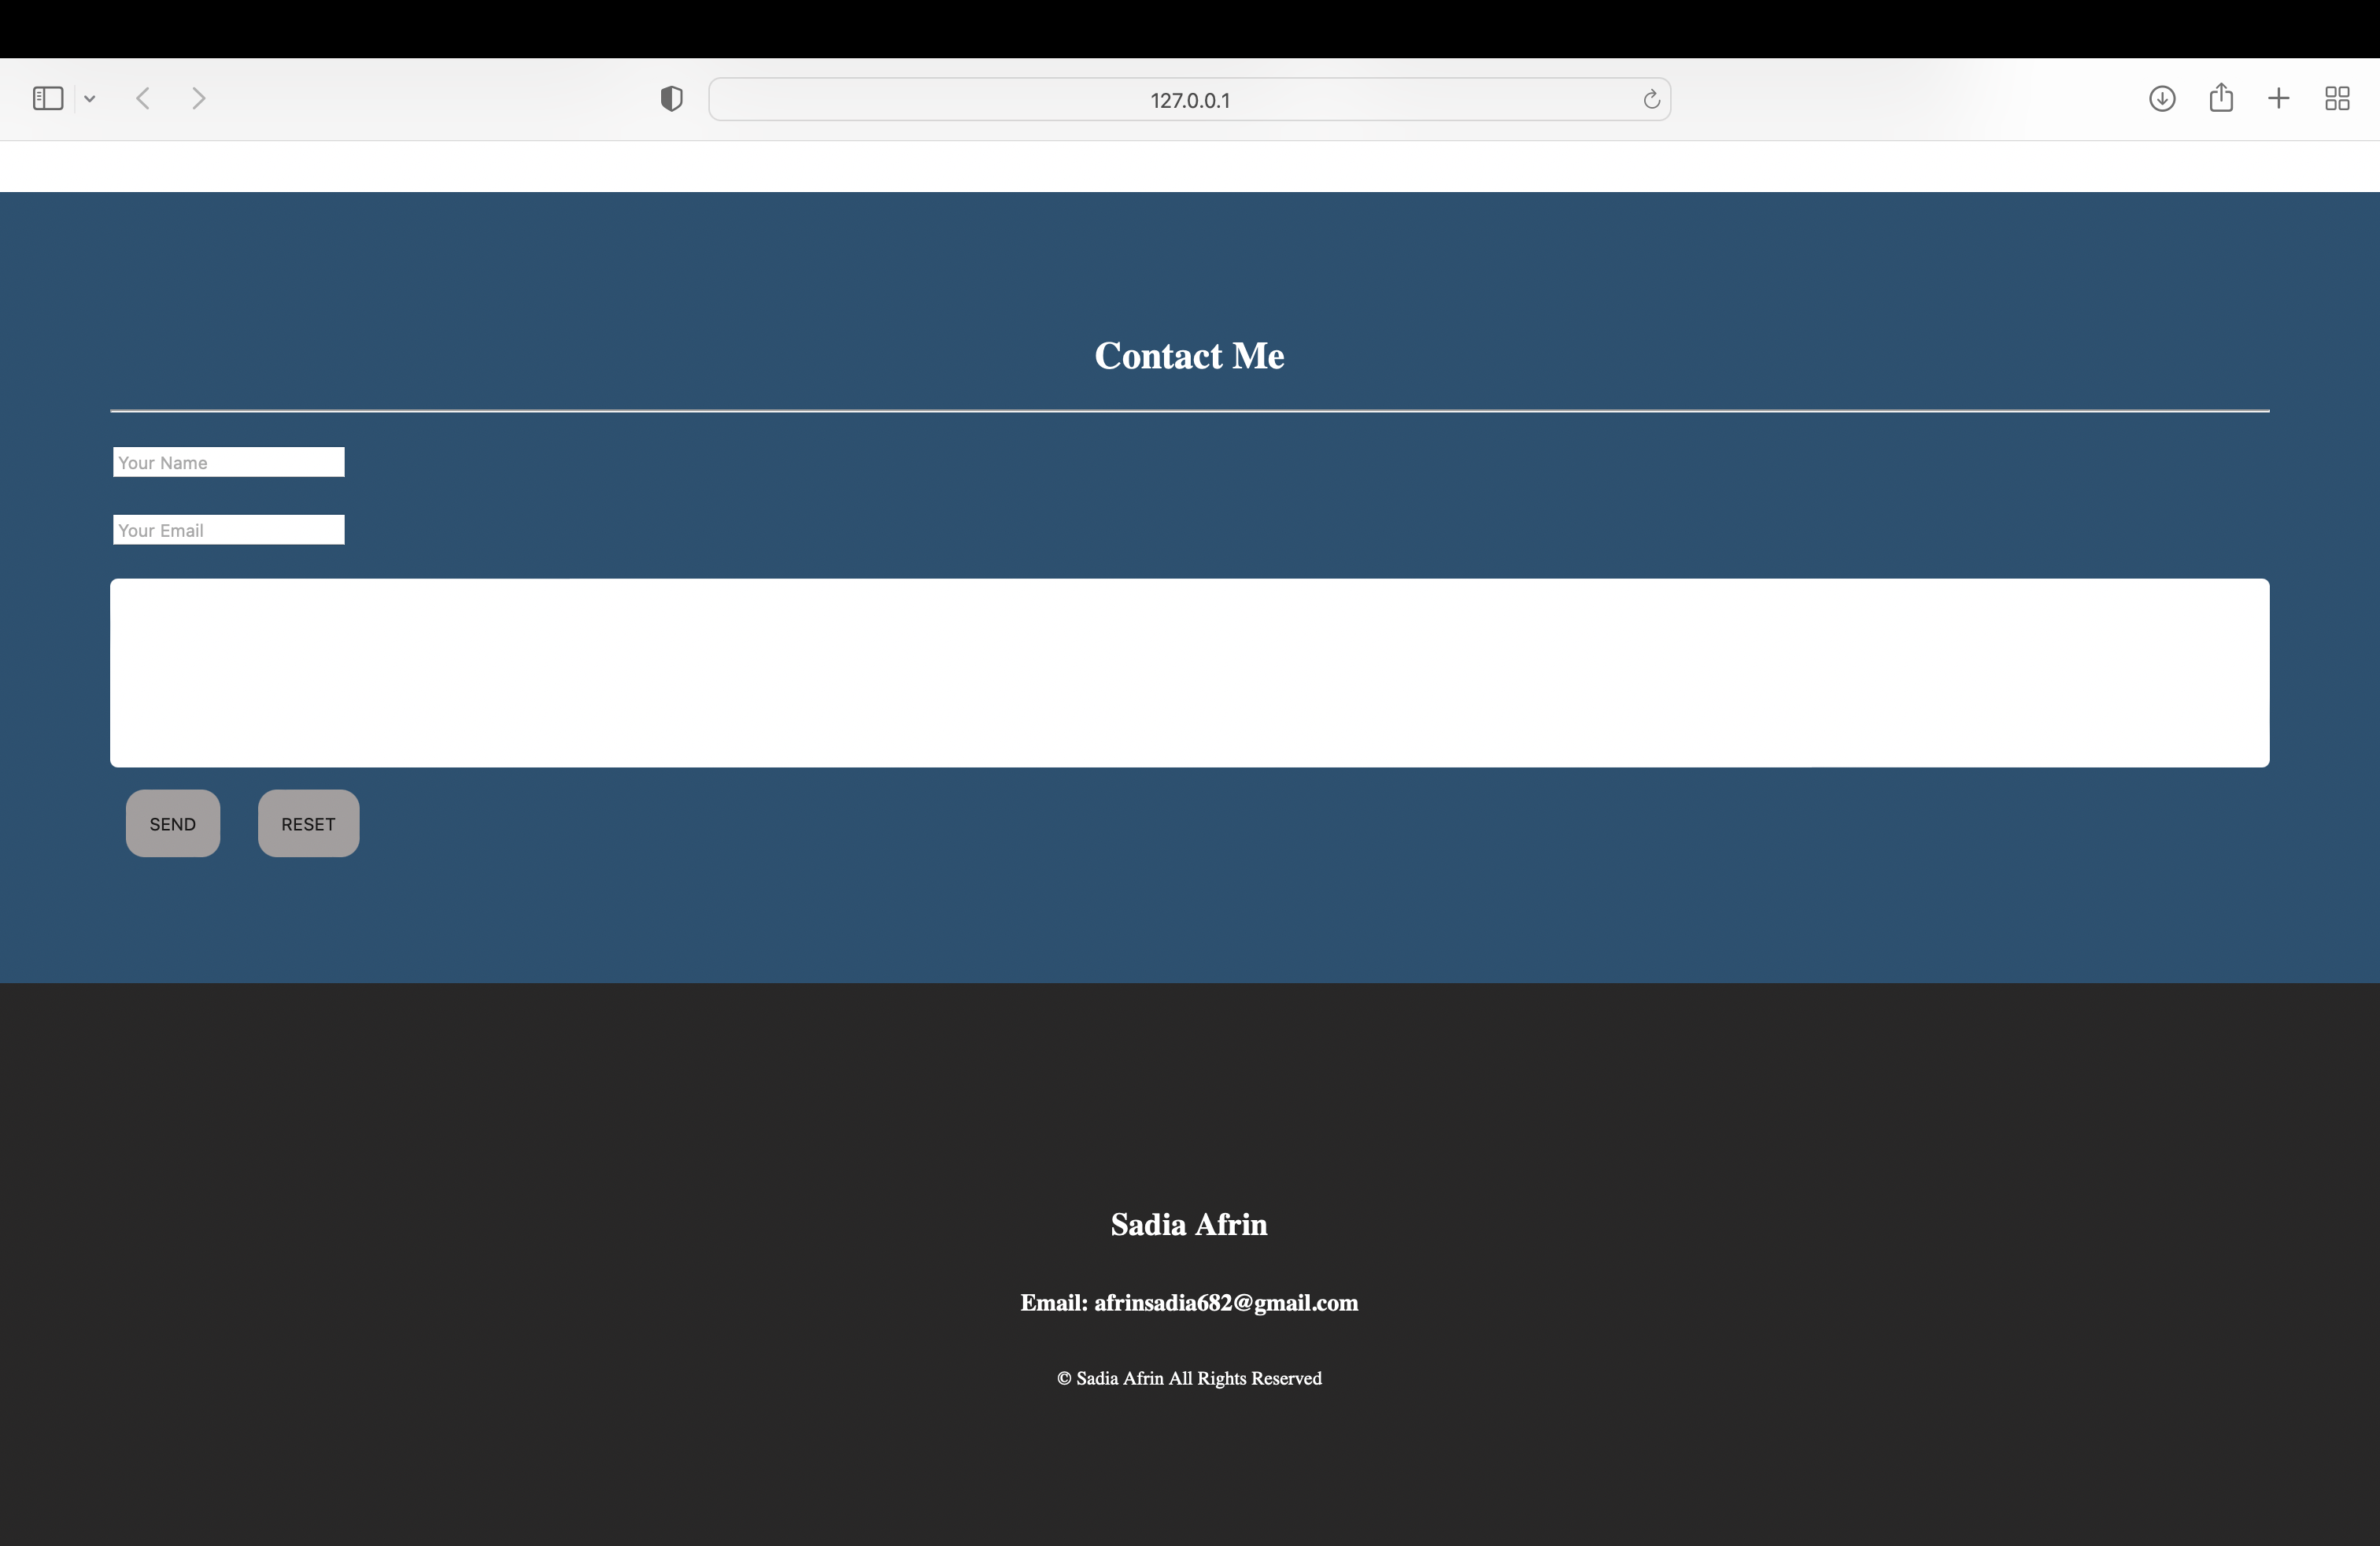 127.0.0.1
Contact Me
Your Name
Your Email
SEND RESET
Sadia Afrin
Email: afrinsadia682@gmail.com
© Sadia Afrin All Rights Reserved